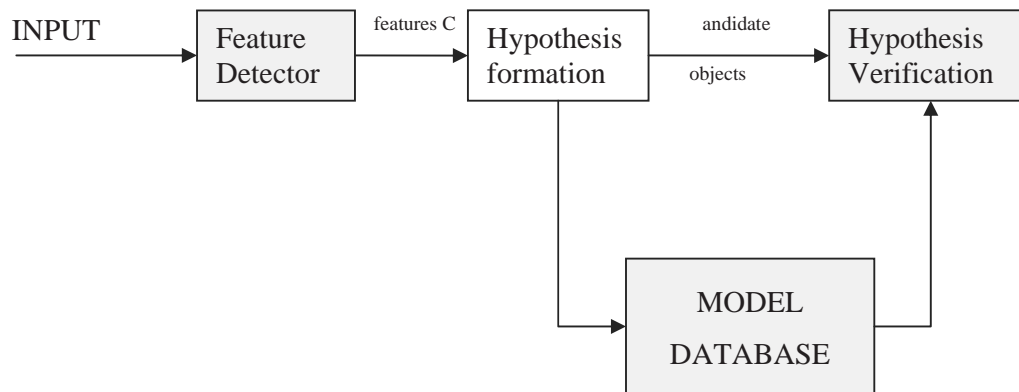 INPUT
Feature
Detector
features C
Hypothesis
formation
andidate
objects
Hypothesis
Verification
MODEL
DATABASE